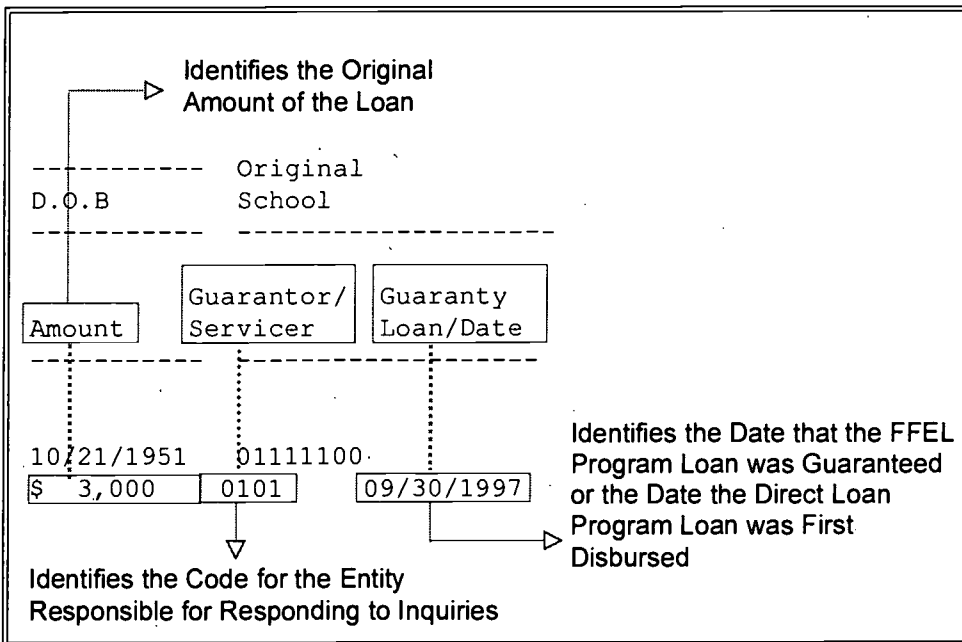 Identifies the Original
Amount of the Loan
----------- Original
D.O.B School
----------- --------------------
Amount
Guarantor/
Servicer
Guaranty
Loan/Date
----------- -------------------
10/21/1951 01111100
$ 3,000 0101 09/30/1997
Identifies the Date that the FFEL
Program Loan was Guaranteed
or the Date the Direct Loan
Program Loan was First
Disbursed
Identifies the Code for the Entity
Responsible for Responding to Inquiries